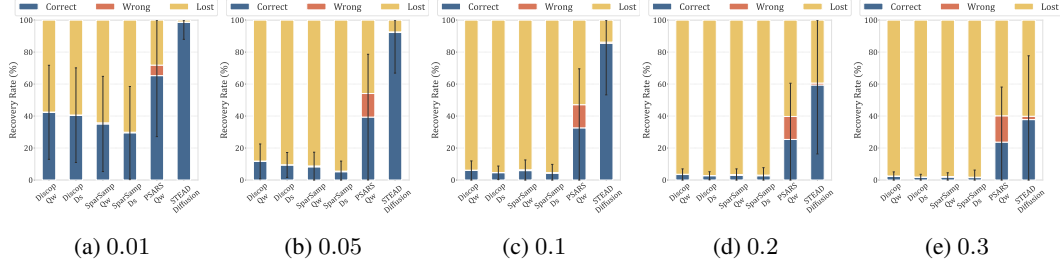 Correct Wrong Lost
Recovery Rate (%)
100
80
60
40
20
0
Discop Qw
Discop Ds
SparSamp Qw
SparSamp Ds
PSARS Qw
STEAD Diffusion
(a) 0.01
Correct Wrong Lost
Recovery Rate (%)
100
80
60
40
20
0
Discop Qw
Discop Ds
SparSamp Qw
SparSamp Ds
PSARS Qw
STEAD Diffusion
(b) 0.05
Correct Wrong Lost
Recovery Rate (%)
100
80
60
40
20
0
Discop Qw
Discop Ds
SparSamp Qw
SparSamp Ds
PSARS Qw
STEAD Diffusion
(c) 0.1
Correct Wrong Lost
Recovery Rate (%)
100
80
60
40
20
0
Discop Qw
Discop Ds
SparSamp Qw
SparSamp Ds
PSARS Qw
STEAD Diffusion
(d) 0.2
Correct Wrong Lost
Recovery Rate (%)
100
80
60
40
20
0
Discop Qw
Discop Ds
SparSamp Qw
SparSamp Ds
PSARS Qw
STEAD Diffusion
(e) 0.3